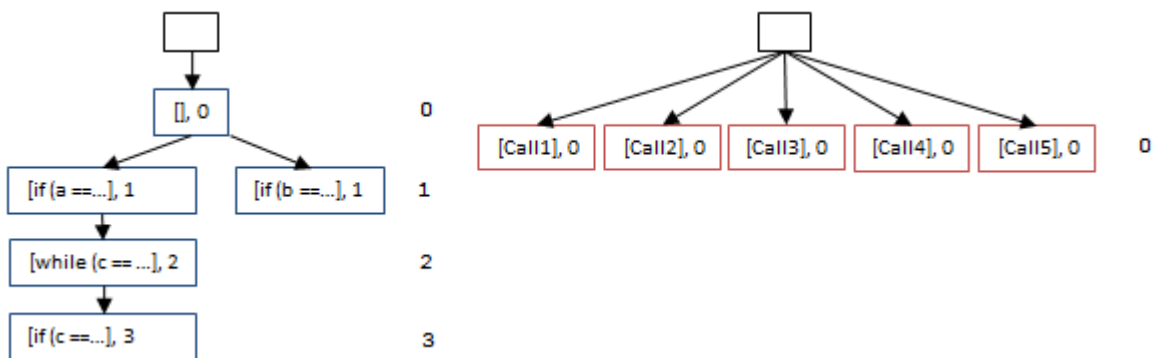 [], 0
0
[Call1], 0
[Call2], 0
[Call3], 0
[Call4], 0
[Call5], 0
0
[if (a ==...], 1
[if (b ==...], 1
1
[while (c == ...], 2
2
[if (c ==...], 3
3